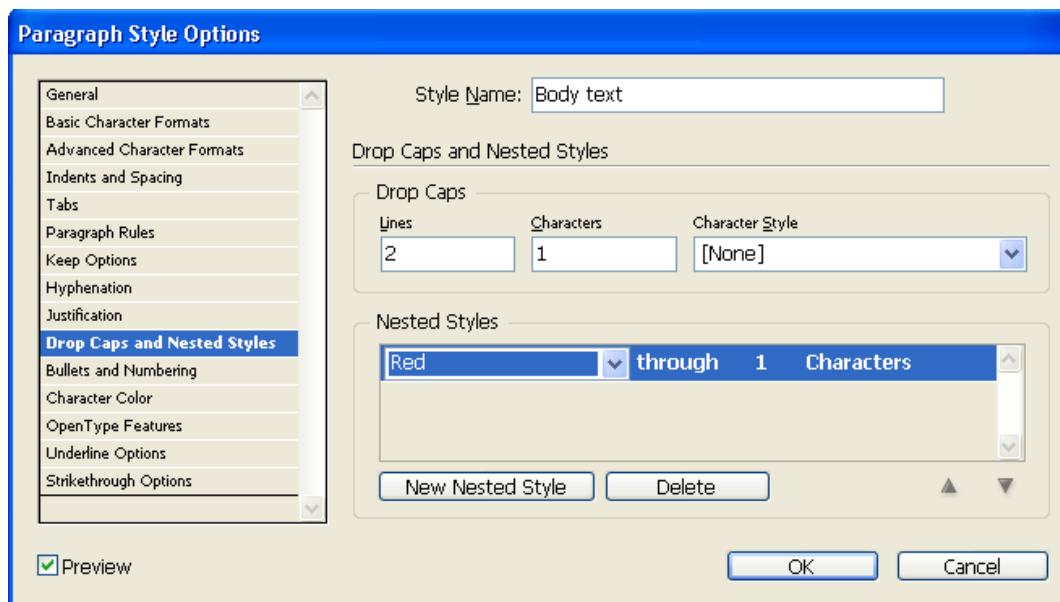 Paragraph Style Options
General
Basic Character Formats
Advanced Character Formats
Indents and Spacing
Tabs
Paragraph Rules
Keep Options
Hyphenation
Justification
Drop Caps and Nested Styles
Bullets and Numbering
Character Color
OpenType Features
Underline Options
Strikethrough Options
Style Name: Body text
Drop Caps and Nested Styles
Drop Caps
Lines Characters Character Style
2 1 [None]
Nested Styles
Red through 1 Characters
New Nested Style Delete
Preview OK Cancel